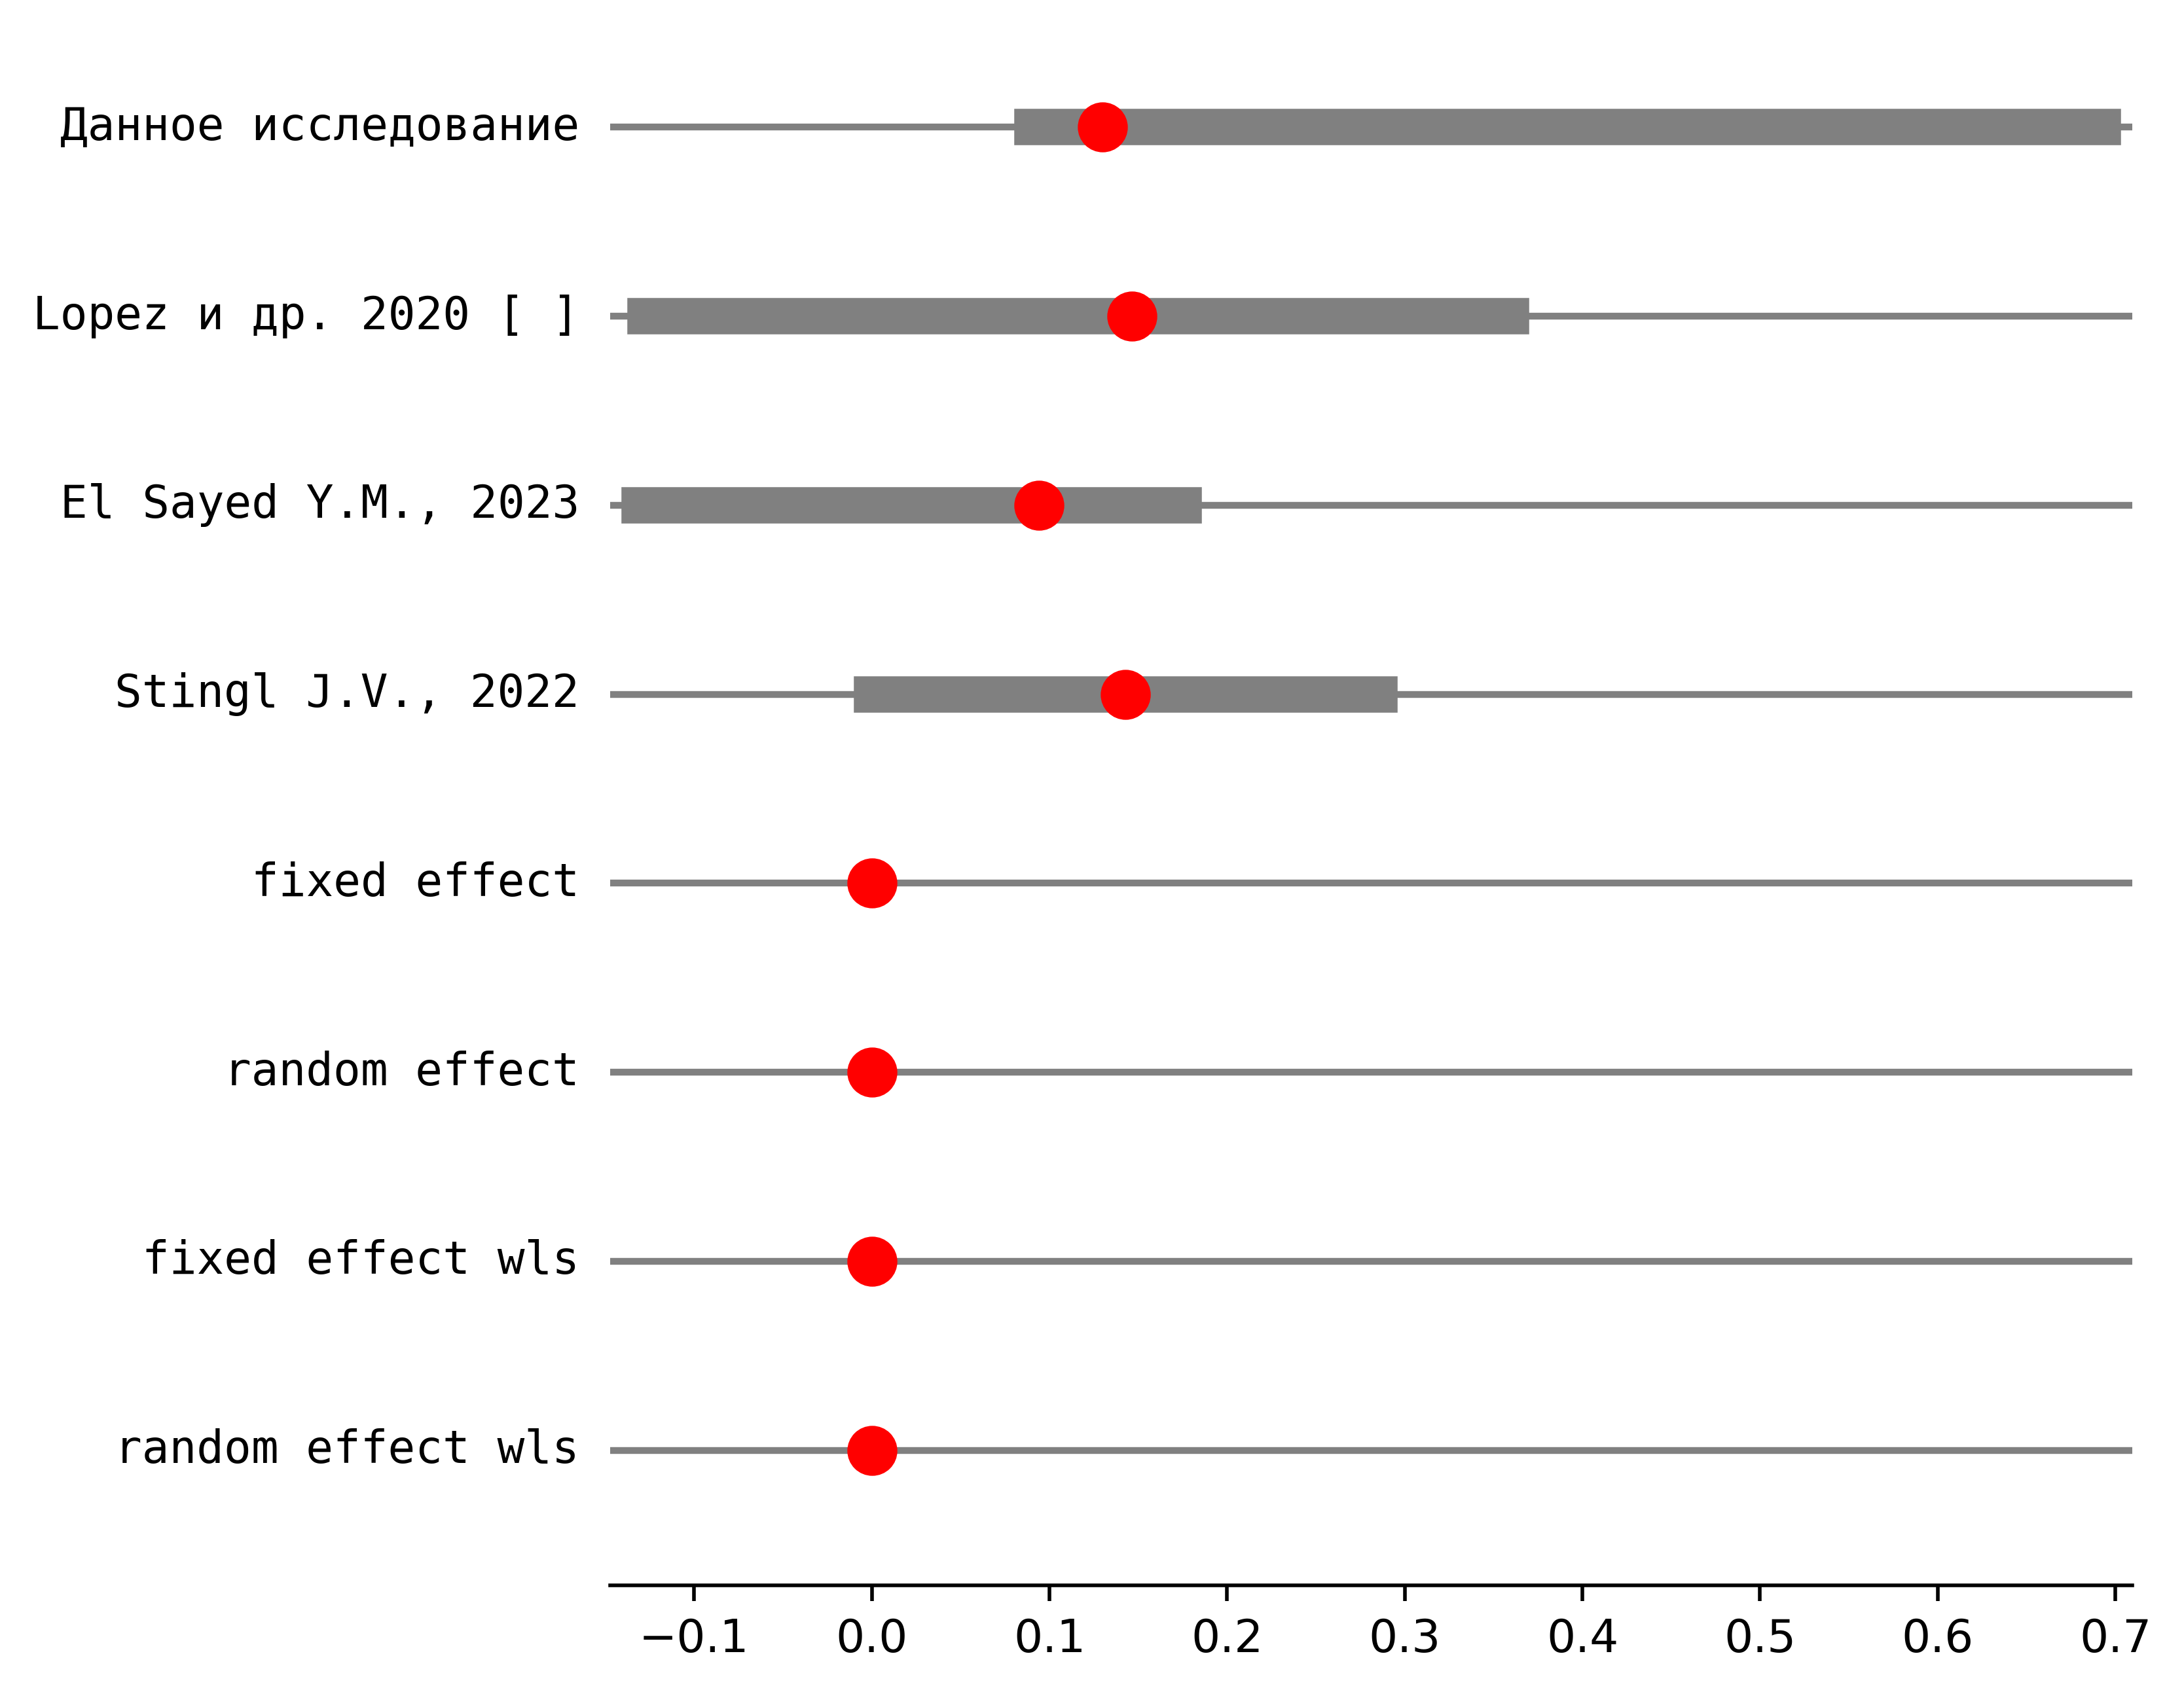 Данное исследование
Lopez и др. 2020 [ ]
El Sayed Y.M., 2023
Stingl J.V., 2022
fixed effect
random effect
fixed effect wls
random effect wls
−0.1 0.0 0.1 0.2 0.3 0.4 0.5 0.6 0.7